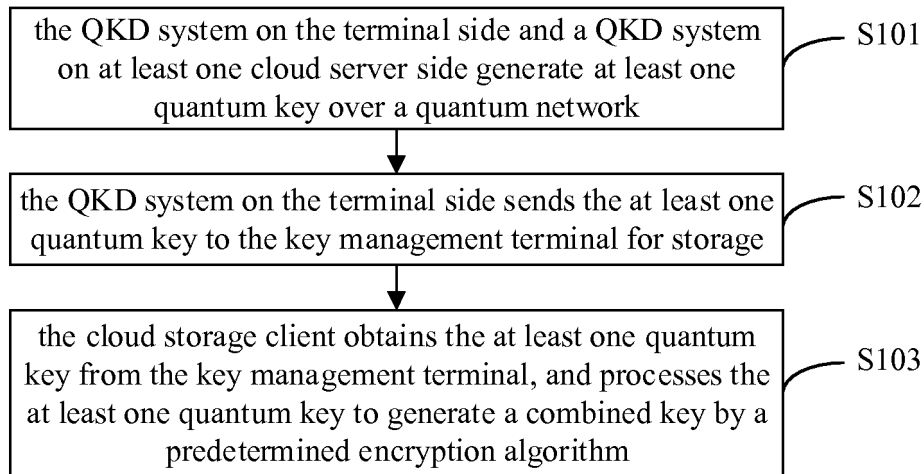 the QKD system on the terminal side and a QKD system
on at least one cloud server side generate at least one
quantum key over a quantum network
S101
the QKD system on the terminal side sends the at least one
quantum key to the key management terminal for storage
S102
the cloud storage client obtains the at least one quantum
key from the key management terminal, and processes the
at least one quantum key to generate a combined key by a
predetermined encryption algorithm
S103